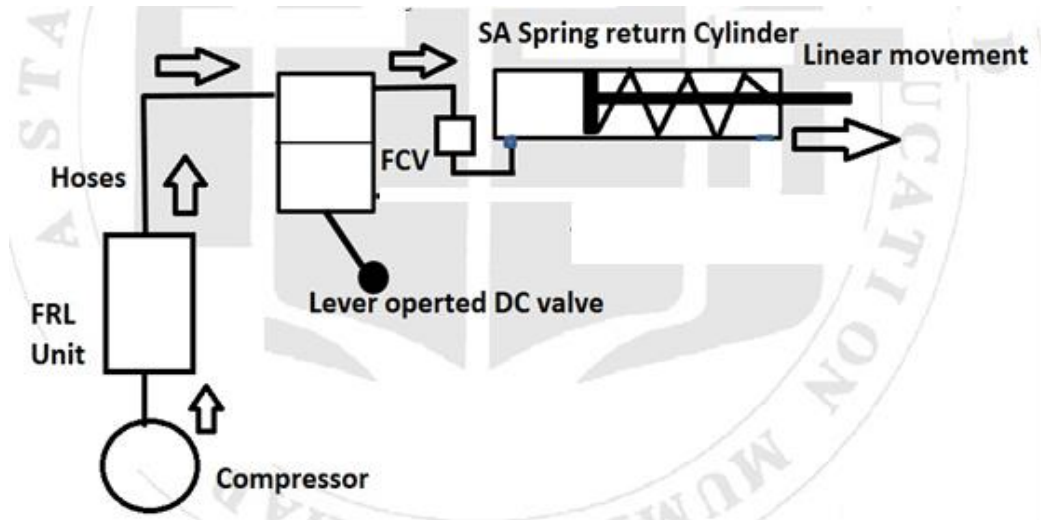 SA Spring return Cylinder
Linear movement
Hoses
FCV
Lever operted DC valve
FRL
Unit
Compressor